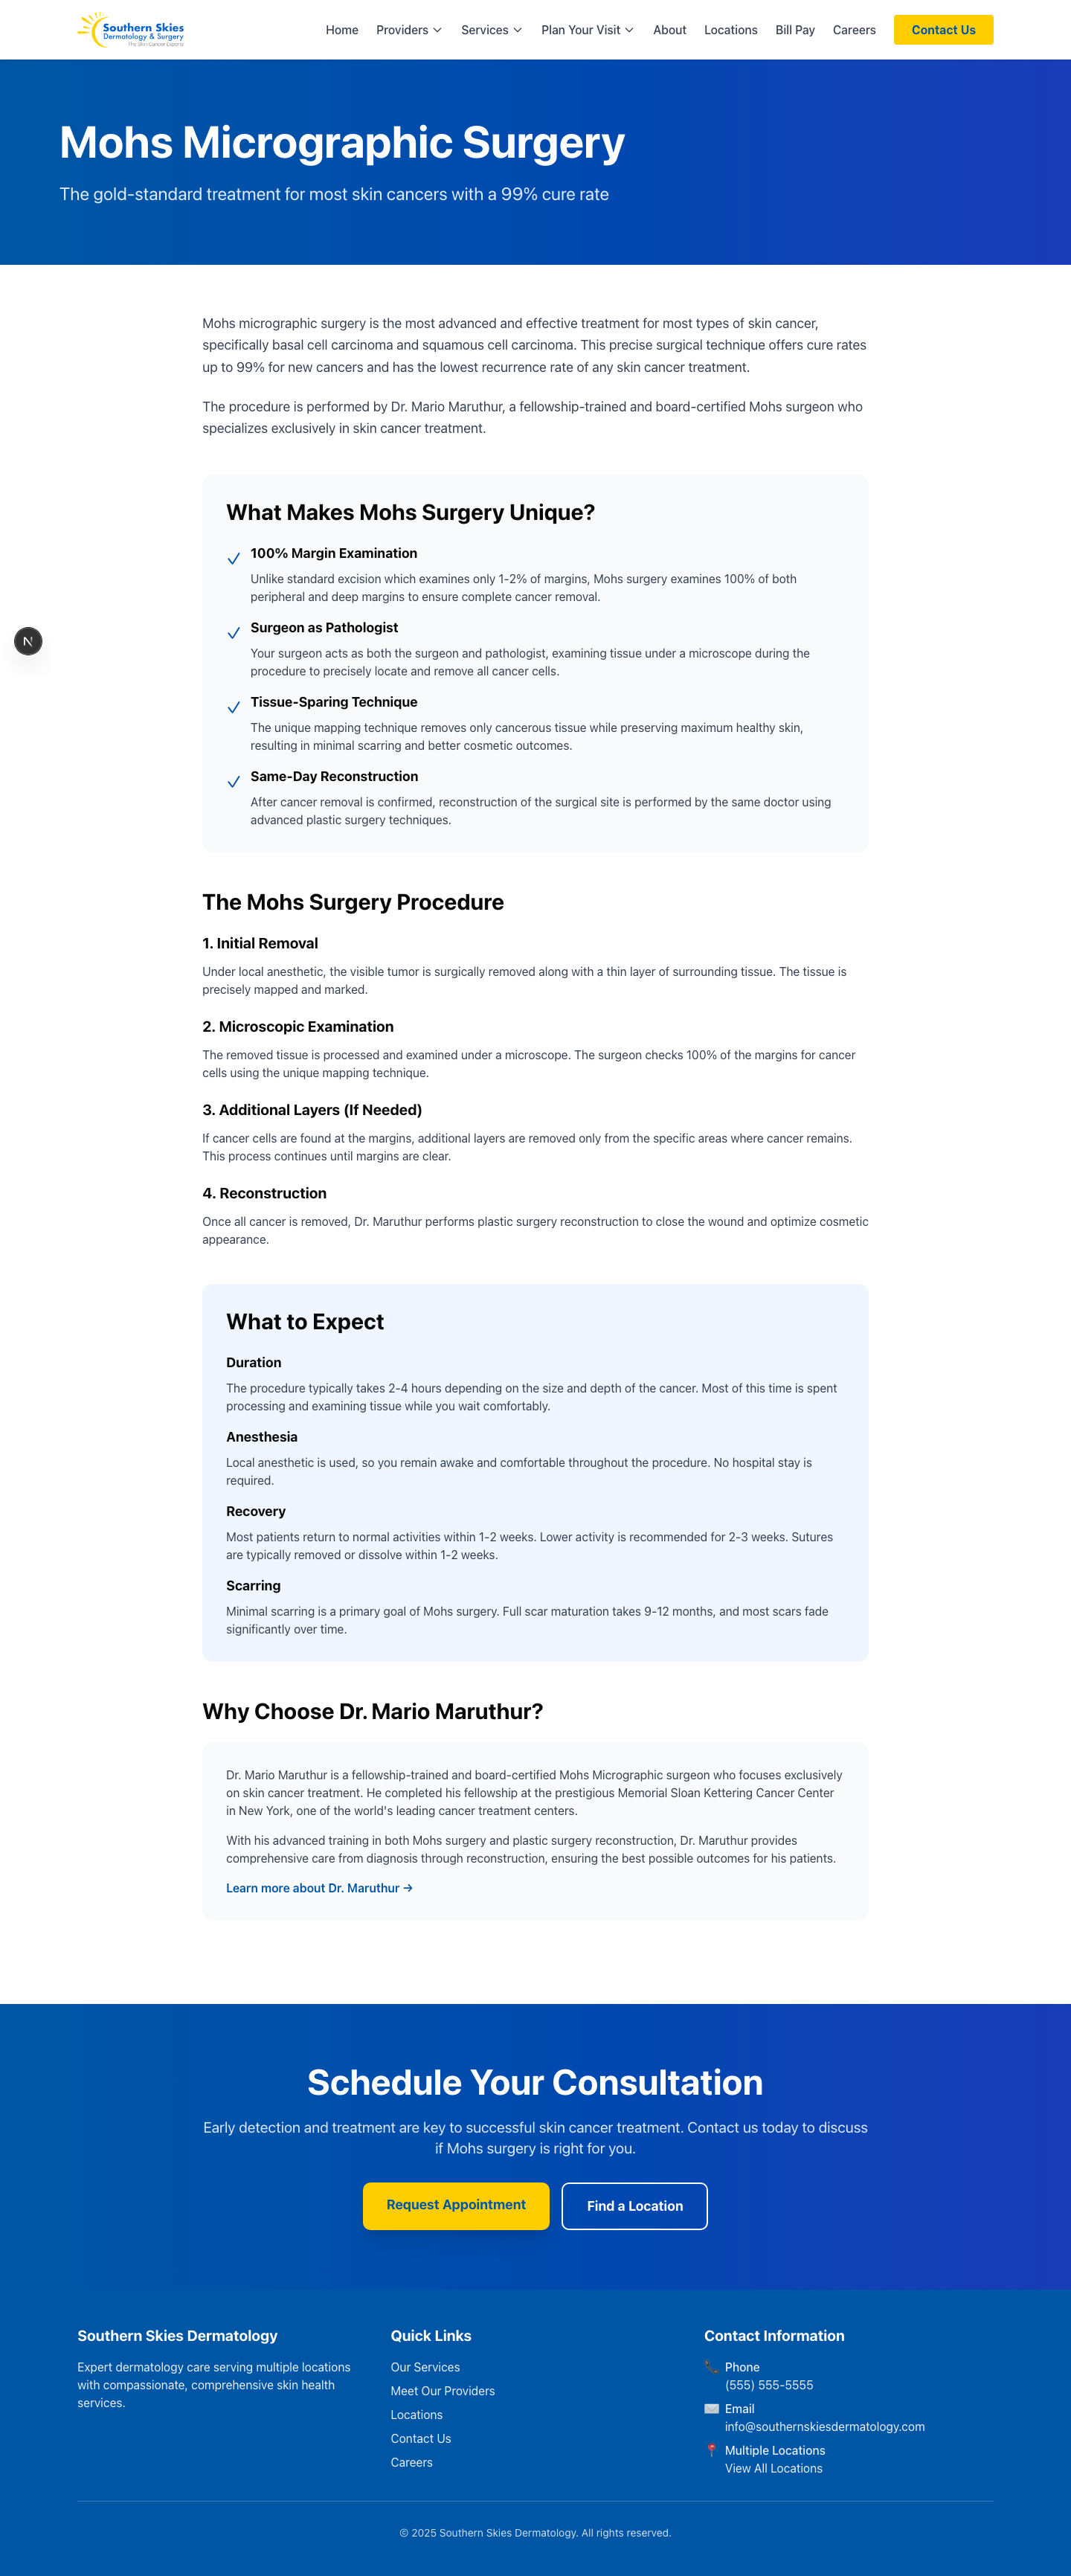 Southern Skies
Dermatology & Surgery
The Skin Cancer Experts
Home
Providers
Services
Plan Your Visit
About
Locations
Bill Pay
Careers
Contact Us
Mohs Micrographic Surgery
The gold-standard treatment for most skin cancers with a 99% cure rate
Mohs micrographic surgery is the most advanced and effective treatment for most types of skin cancer,
specifically basal cell carcinoma and squamous cell carcinoma. This precise surgical technique offers cure rates
up to 99% for new cancers and has the lowest recurrence rate of any skin cancer treatment.
The procedure is performed by Dr. Mario Maruthur, a fellowship-trained and board-certified Mohs surgeon who
specializes exclusively in skin cancer treatment.
What Makes Mohs Surgery Unique?
100% Margin Examination
Unlike standard excision which examines only 1-2% of margins, Mohs surgery examines 100% of both
peripheral and deep margins to ensure complete cancer removal.
Surgeon as Pathologist
Your surgeon acts as both the surgeon and pathologist, examining tissue under a microscope during the
procedure to precisely locate and remove all cancer cells.
Tissue-Sparing Technique
The unique mapping technique removes only cancerous tissue while preserving maximum healthy skin,
resulting in minimal scarring and better cosmetic outcomes.
Same-Day Reconstruction
After cancer removal is confirmed, reconstruction of the surgical site is performed by the same doctor using
advanced plastic surgery techniques.
N
The Mohs Surgery Procedure
1. Initial Removal
Under local anesthetic, the visible tumor is surgically removed along with a thin layer of surrounding tissue. The tissue is
precisely mapped and marked.
2. Microscopic Examination
The removed tissue is processed and examined under a microscope. The surgeon checks 100% of the margins for cancer
cells using the unique mapping technique.
3. Additional Layers (If Needed)
If cancer cells are found at the margins, additional layers are removed only from the specific areas where cancer remains.
This process continues until margins are clear.
4. Reconstruction
Once all cancer is removed, Dr. Maruthur performs plastic surgery reconstruction to close the wound and optimize cosmetic
appearance.
What to Expect
Duration
The procedure typically takes 2-4 hours depending on the size and depth of the cancer. Most of this time is spent
processing and examining tissue while you wait comfortably.
Anesthesia
Local anesthetic is used, so you remain awake and comfortable throughout the procedure. No hospital stay is
required.
Recovery
Most patients return to normal activities within 1-2 weeks. Lower activity is recommended for 2-3 weeks. Sutures
are typically removed or dissolve within 1-2 weeks.
Scarring
Minimal scarring is a primary goal of Mohs surgery. Full scar maturation takes 9-12 months, and most scars fade
significantly over time.
Why Choose Dr. Mario Maruthur?
Dr. Mario Maruthur is a fellowship-trained and board-certified Mohs Micrographic surgeon who focuses exclusively
on skin cancer treatment. He completed his fellowship at the prestigious Memorial Sloan Kettering Cancer Center
in New York, one of the world's leading cancer treatment centers.
With his advanced training in both Mohs surgery and plastic surgery reconstruction, Dr. Maruthur provides
comprehensive care from diagnosis through reconstruction, ensuring the best possible outcomes for his patients.
Learn more about Dr. Maruthur →
Schedule Your Consultation
Early detection and treatment are key to successful skin cancer treatment. Contact us today to discuss
if Mohs surgery is right for you.
Request Appointment
Find a Location
Southern Skies Dermatology
Expert dermatology care serving multiple locations
with compassionate, comprehensive skin health
services.
Quick Links
Our Services
Meet Our Providers
Locations
Contact Us
Careers
Contact Information
Phone
(555) 555-5555
Email
info@southernskiesdermatology.com
Multiple Locations
View All Locations
© 2025 Southern Skies Dermatology. All rights reserved.